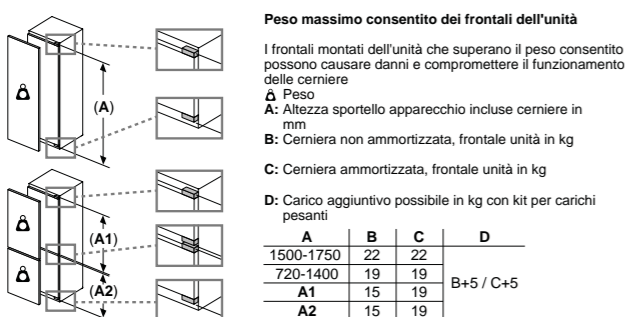 Peso massimo consentito dei frontali dell'unità
I frontali montati dell'unità che superano il peso consentito
possono causare danni e compromettere il funzionamento
delle cerniere
Peso
A: Altezza sportello apparecchio incluse cerniere in
mm
B: Cerniera non ammortizzata, frontale unità in kg
C: Cerniera ammortizzata, frontale unità in kg
D: Carico aggiuntivo possibile in kg con kit per carichi
pesanti
A B C D
1500-1750 22 22
720-1400 19 19
A1 15 19
A2 15 19
B+5 / C+5
(A)
(A1)
(A2)